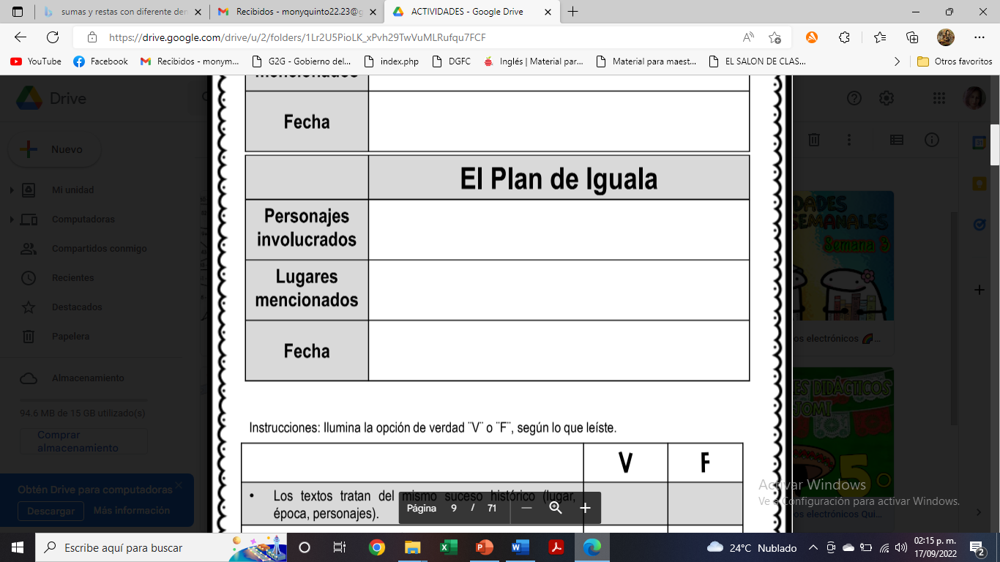 sumas y restas con diferente den
Recibidos - monyquinto22.23@g
ACTIVIDADES - Google Drive
https://drive.google.com/drive/u/2/folders/1Lr2U5PioLK_xPvh29TwVuMLRufqu7FCF
YouTube
Facebook
Recibidos - monym...
G2G - Gobierno del...
index.php
DGFC
Inglés | Material par...
Material para maest...
EL SALON DE CLAS...
Otros favoritos
Drive
Nuevo
Mi unidad
Computadoras
Compartidos conmigo
Recientes
Destacados
Papelera
Almacenamiento
94.6 MB de 15 GB utilizado(s)
Comprar
almacenamiento
Obtén Drive para computadoras
Descargar
Más información
mencionados
Fecha
El Plan de Iguala
Personajes
involucrados
Lugares
mencionados
Fecha
Instrucciones: Ilumina la opción de verdad ¨V¨ o ¨F¨, según lo que leíste.
V F
• Los textos tratan del mismo suceso histórico (lugar,
época, personajes).
Página 9 / 71
DADES
SEMANALES
Semana 3
os electrónicos
ES DIDÁCTICOS
JOMI
5°
os electrónicos Qui...
Activar Windows
Ve a Configuración para activar Windows.
Escribe aquí para buscar
24°C Nublado
02:15 p. m.
17/09/2022
2